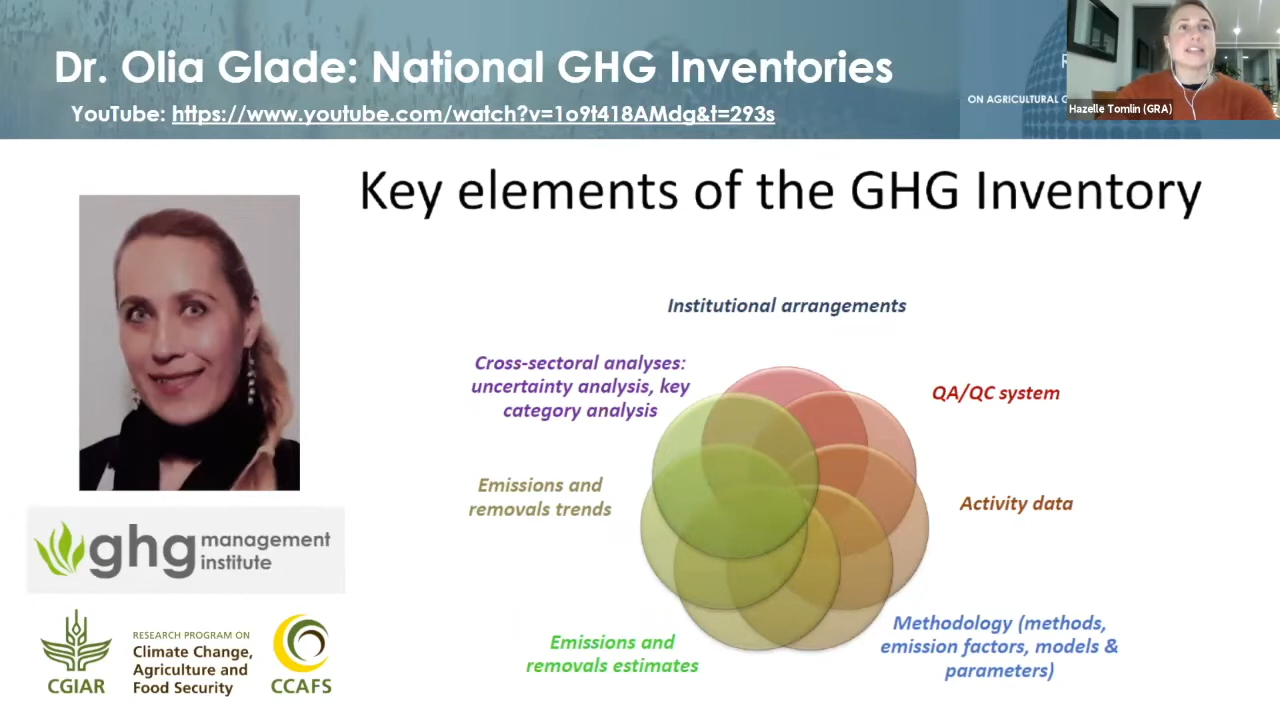 Dr. Olia Glade: National GHG Inventories
YouTube: https://www.youtube.com/watch?v=1o9t418AMdg&t=293s
ON AGRICULTURAL
Hazelle Tomlin (GRA)
Key elements of the GHG Inventory
Institutional arrangements
Cross-sectoral analyses:
uncertainty analysis, key
category analysis
QA/QC system
Emissions and
removals trends
Activity data
Emissions and
removals estimates
Methodology (methods,
emission factors, models &
parameters)
ghg management
institute
CGIAR
RESEARCH PROGRAM ON
Climate Change,
Agriculture and
Food Security
CCAFS